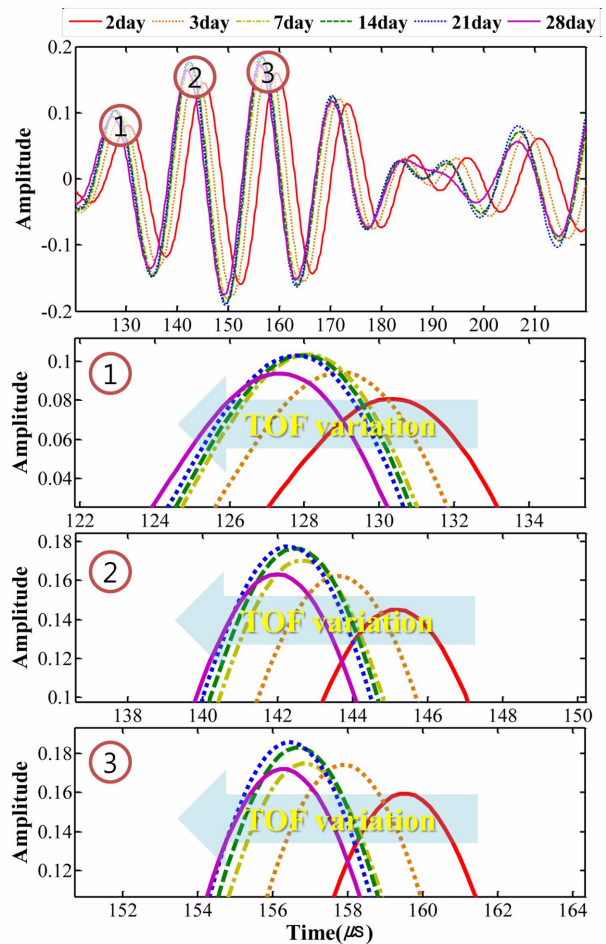 2day 3day 7day 14day 21day 28day
0.2
0.1
0
-0.1
-0.2
Amplitude
1
2
3
130 140 150 160 170 180 190 200 210
1
0.1
0.08
0.06
0.04
Amplitude
TOF variation
122 124 126 128 130 132 134
2
0.18
0.16
0.14
0.12
0.1
Amplitude
TOF variation
138 140 142 144 146 148 150
3
0.18
0.16
0.14
0.12
Amplitude
TOF variation
152 154 156 158 160 162 164
Time(㎲)